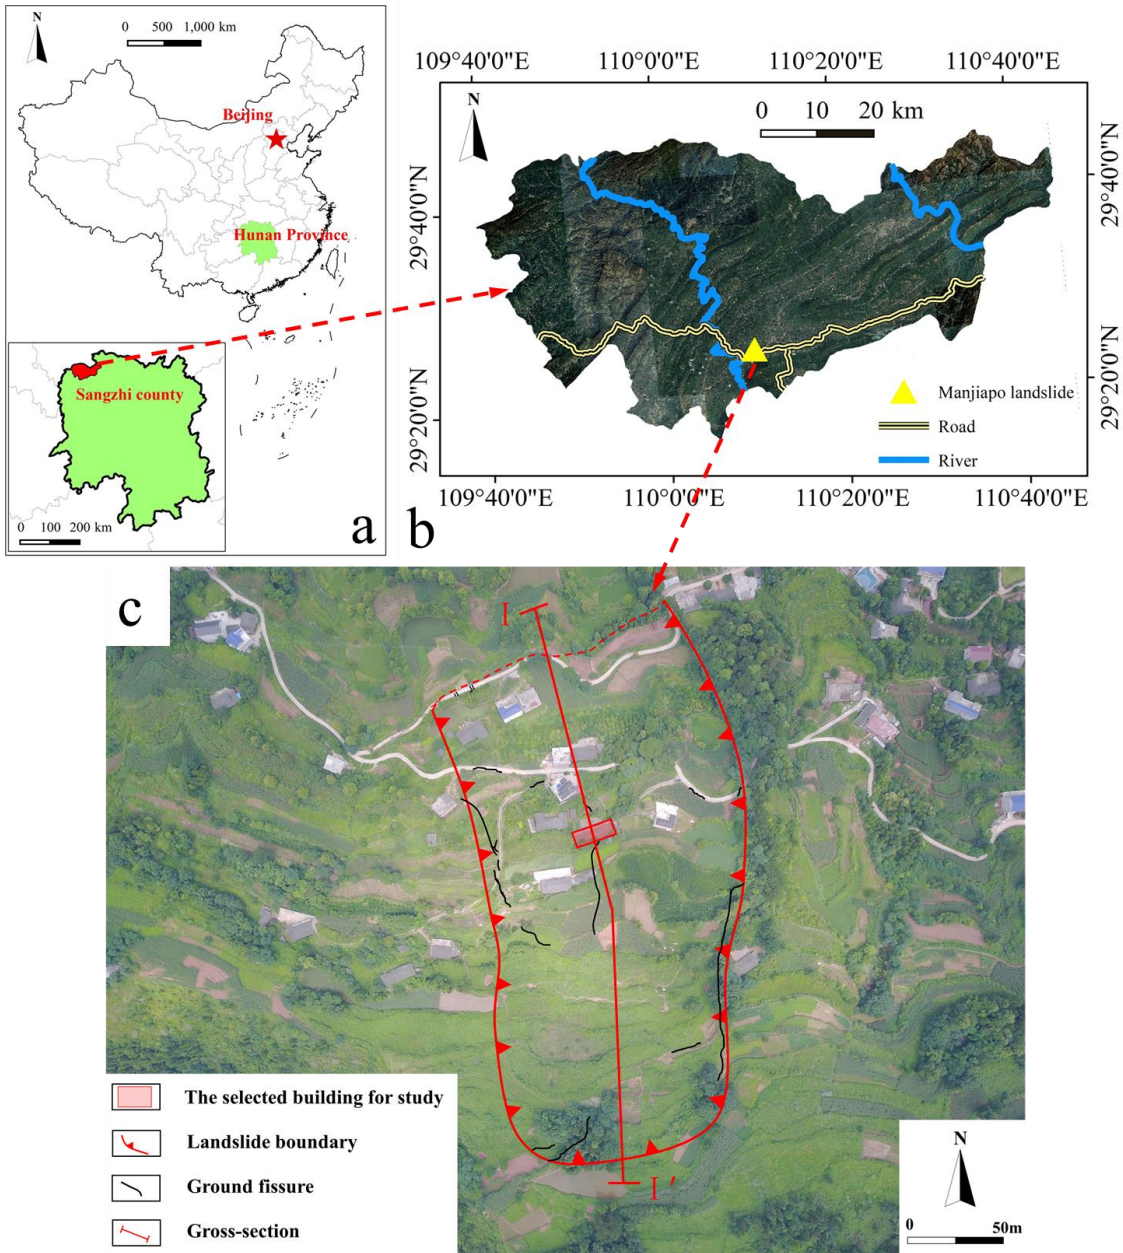 N
0 500 1,000 km
Beijing
Hunan Province
Sangzhi county
0 100 200 km
a
109°40'0"E 110°0'0"E 110°20'0"E 110°40'0"E
N
0 10 20 km
29°40'0"N
29°20'0"N
29°40'0"N
29°20'0"N
Manjiapo landslide
Road
River
109°40'0"E 110°0'0"E 110°20'0"E 110°40'0"E
b
c
I
I'
The selected building for study
Landslide boundary
Ground fissure
Gross-section
N
0 50m